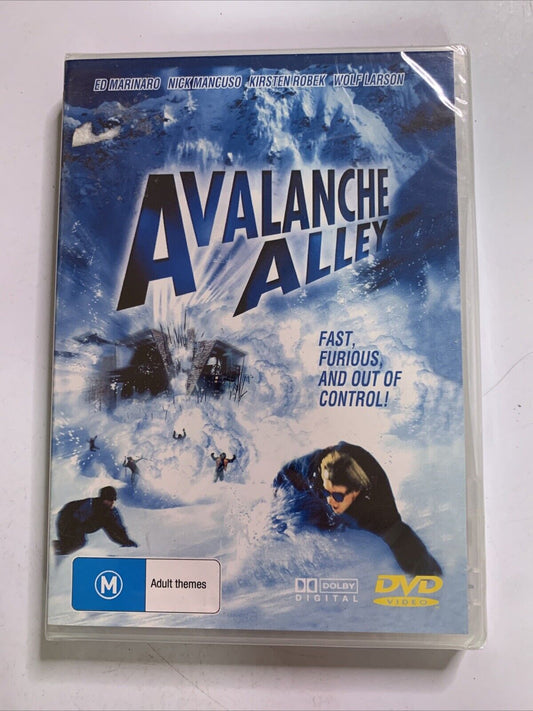 ED MARINARO NICK MANCUSO KIRSTEN ROBEK WOLF LARSON
AVALANCHE
ALLEY
FAST,
FURIOUS,
AND OUT OF
CONTROL!
M Adult themes
DOLBY
DIGITAL
DVD
VIDEO